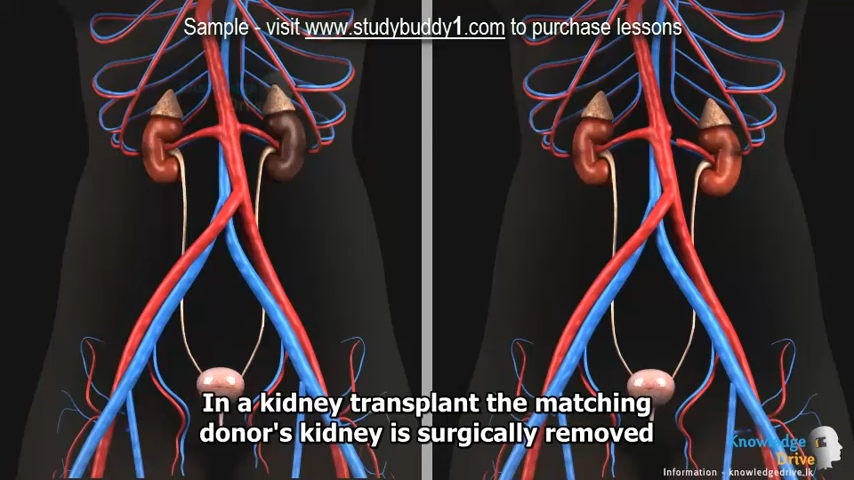 Sample - visit www.studybuddy1.com to purchase lessons
In a kidney transplant the matching
donor's kidney is surgically removed
Knowledge
Drive
Information - knowledgedrive.lk